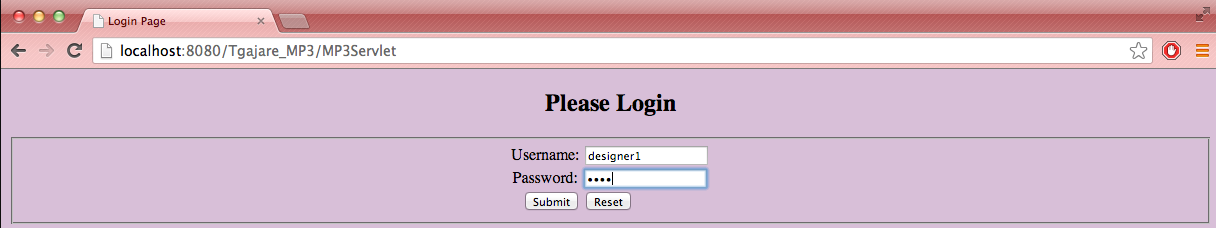 Login Page
localhost:8080/Tgajare_MP3/MP3Servlet
Please Login
Username: designer1
Password: ••••
Submit Reset